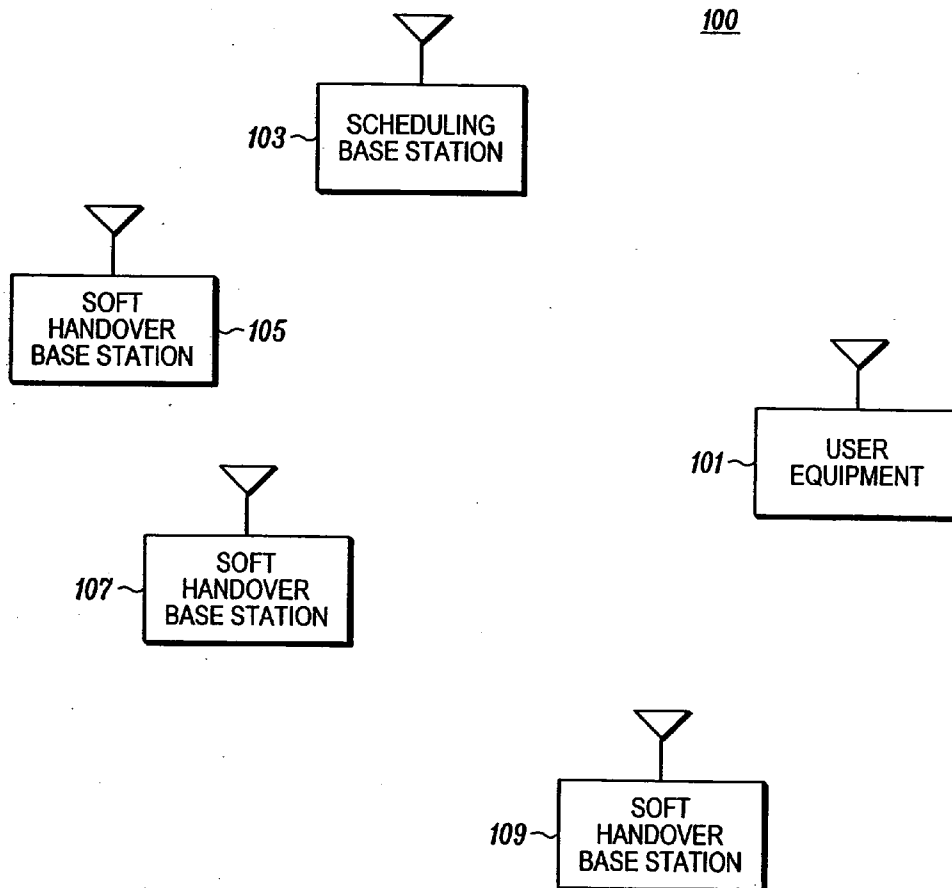 100
103
SCHEDULING
BASE STATION
SOFT
HANDOVER
BASE STATION
105
101
USER
EQUIPMENT
107
SOFT
HANDOVER
BASE STATION
109
SOFT
HANDOVER
BASE STATION